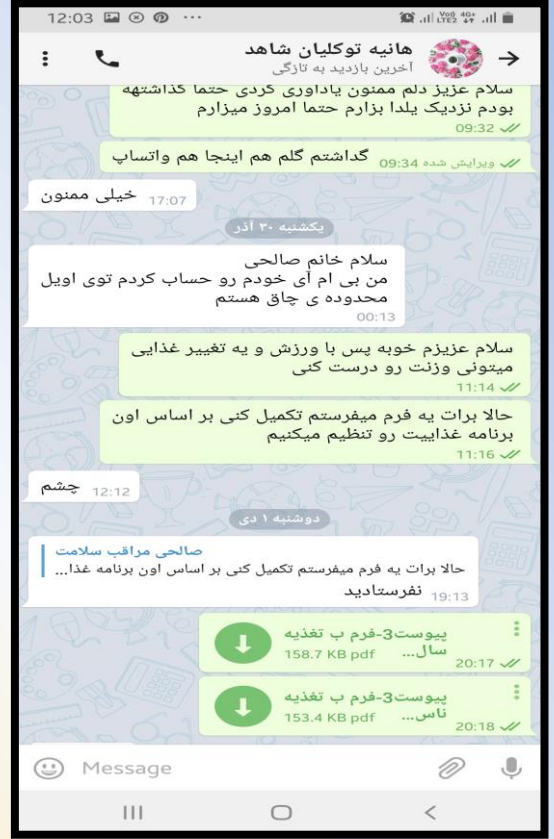 12:03
Vo9) 4G+
LTE2
هانیه توکلیان شاهد
آخرین بازدید به تازگی
سلام عزیز دلم ممنون یاداوری کردی حتما گذاشتهه
بودم نزدیک یلدا بزارم حتما امروز میزارم
09:32
گداشتم گلم هم اینجا هم واتساپ
ویرایش شده 09:34
خیلی ممنون
17:07
یکشنبه ۳۰ آذر
سلام خانم صالحی
من بی ام آی خودم رو حساب کردم توی اویل
محدوده ی چاق هستم
00:13
سلام عزیزم خوبه پس با ورزش و یه تغییر غذایی
میتونی وزنت رو درست کنی
11:14
حالا برات یه فرم میفرستم تکمیل کنی بر اساس اون
برنامه غذاییت رو تنظیم میکنیم
11:16
چشم
12:12
دوشنبه ۱ دی
صالحی مراقب سلامت
حالا برات یه فرم میفرستم تکمیل کنی بر اساس اون برنامه غذا...
نفرستادید
19:13
پیوست3-فرم ب تغذیه
سال...
158.7 KB pdf
20:17
پیوست3-فرم ب تغذیه
ناس...
153.4 KB pdf
20:18
Message